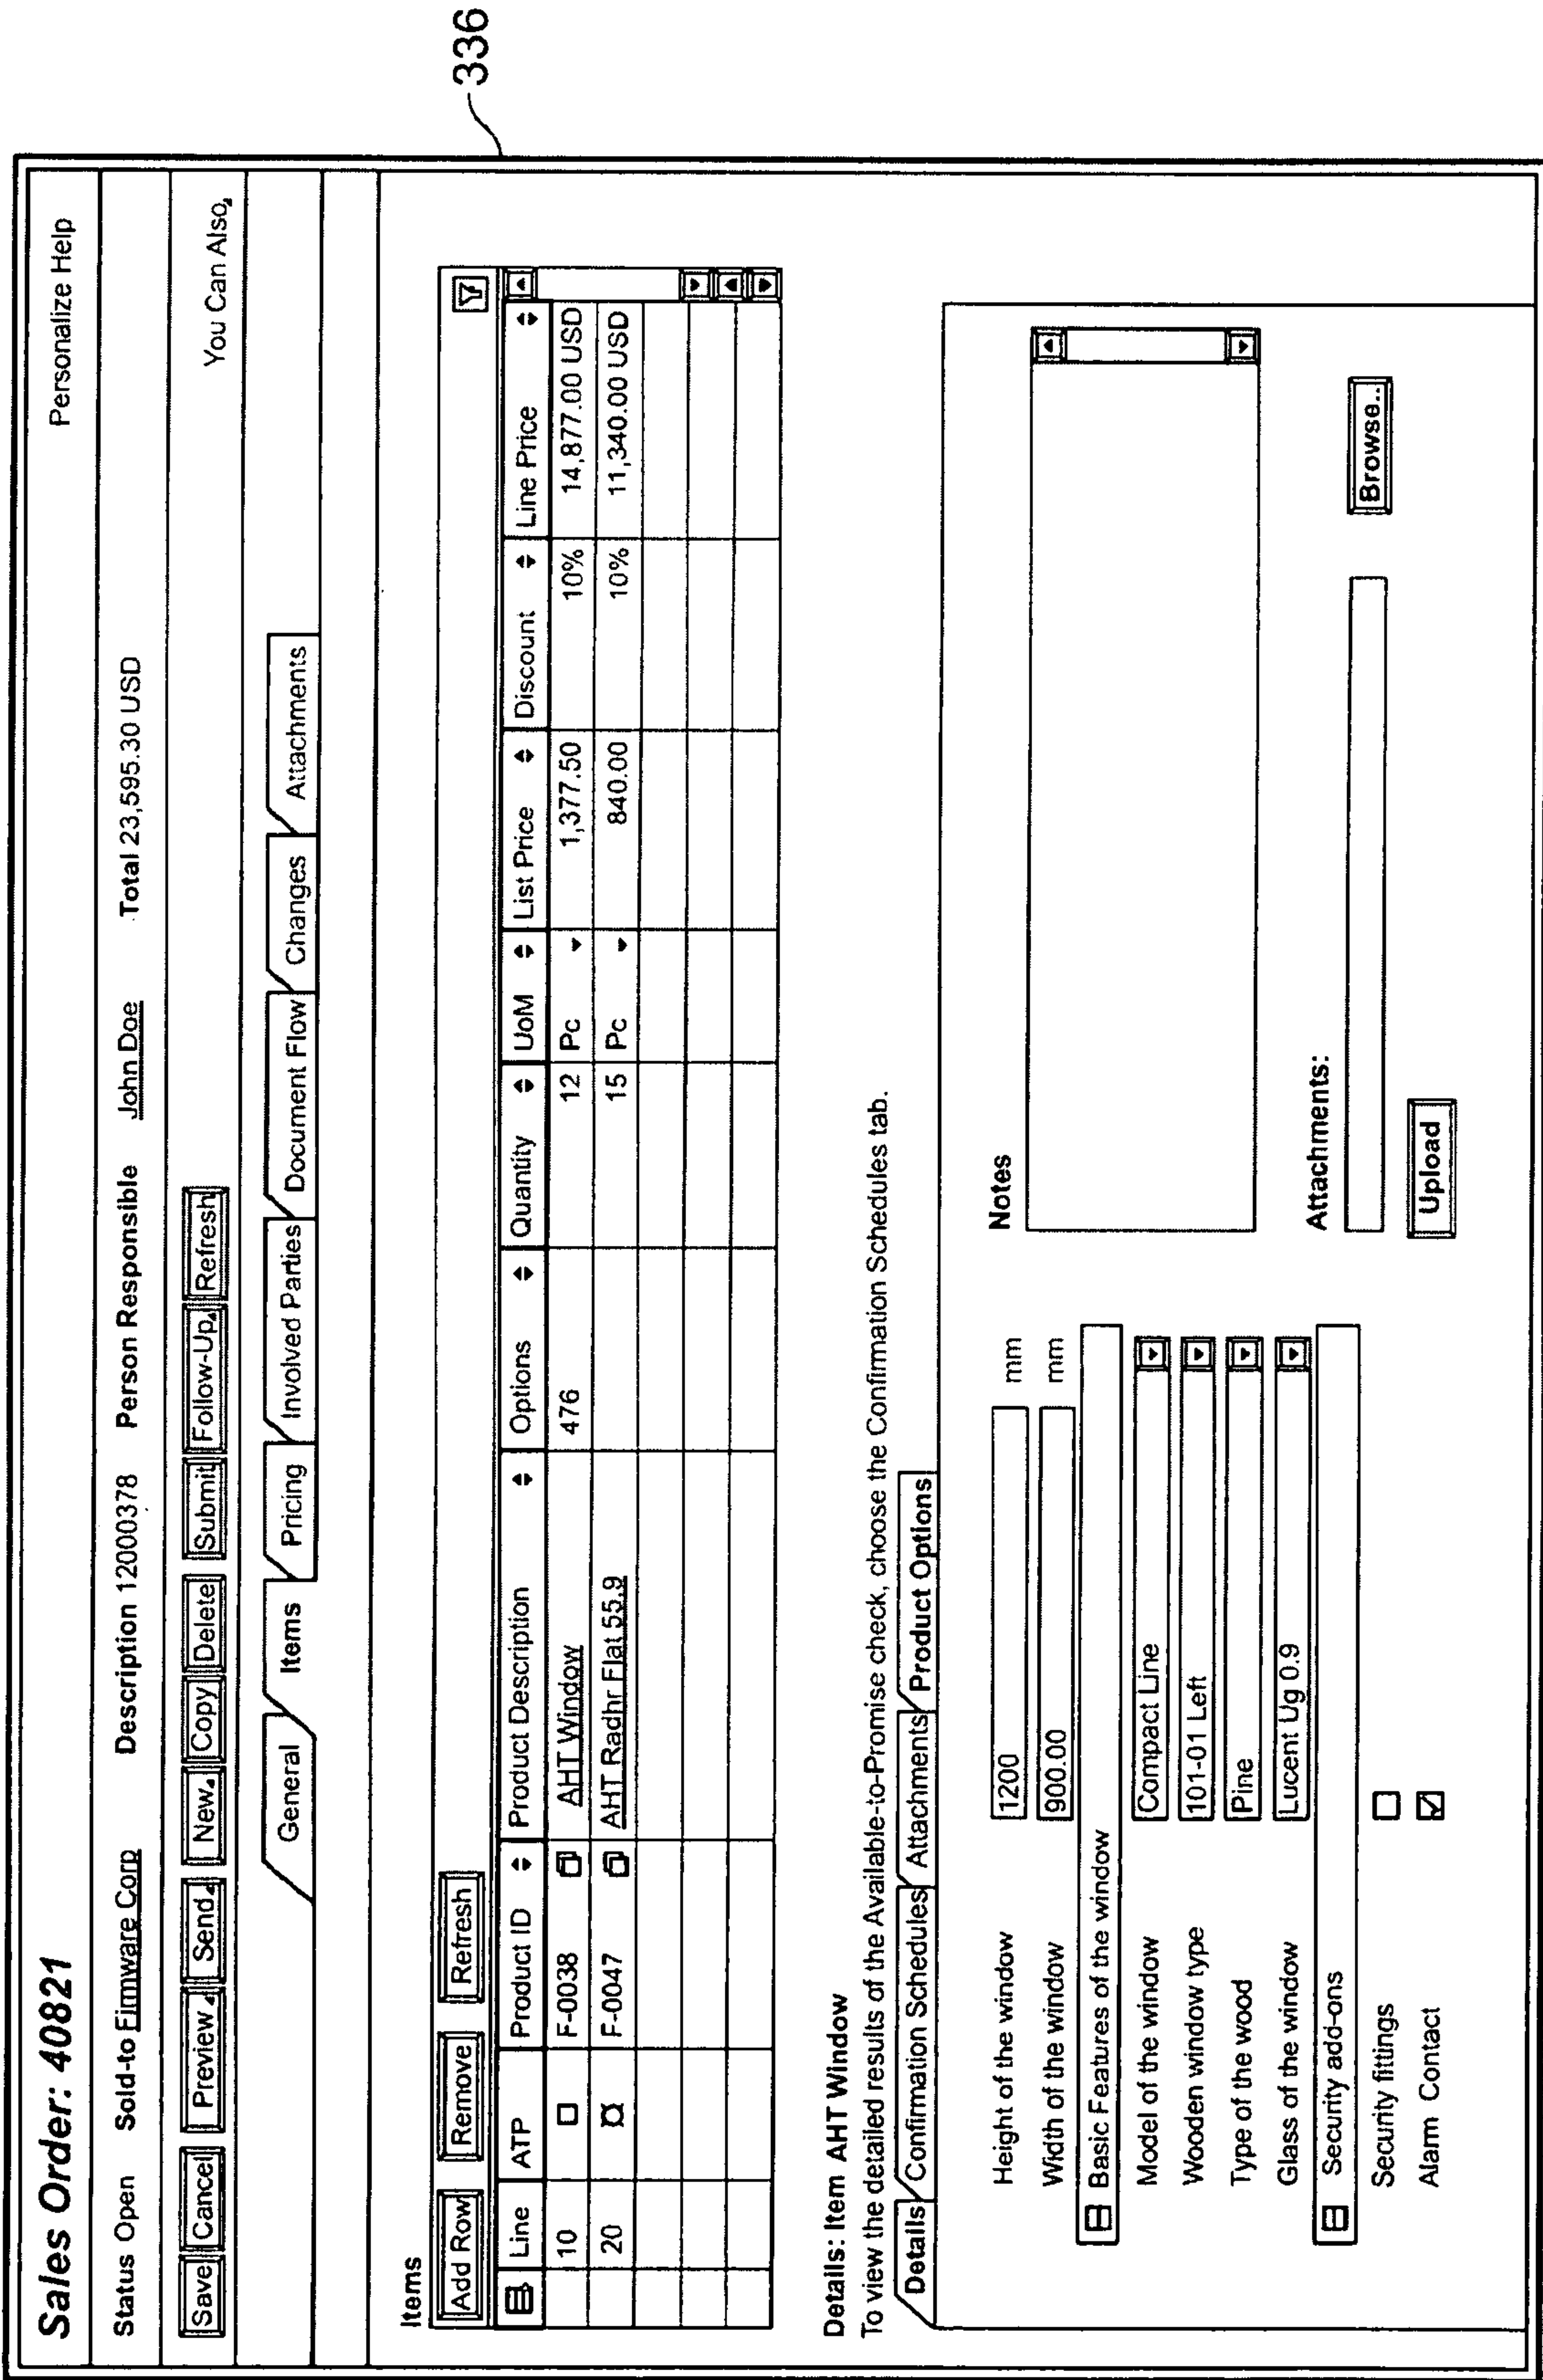 Sales Order: 40821
Personalize Help
Status Open Sold-to Firmware Corp Description 12000378 Person Responsible John Doe Total 23,595.30 USD
Save Cancel Preview Send New Copy Delete Submit Follow-Up Refresh You Can Also
General Items Pricing Involved Parties Document Flow Changes Attachments
336
Items
Add Row Remove Refresh
Line ATP Product ID Product Description Options Quantity UoM List Price Discount Line Price
10 F-0038 AHT Window 476 12 Pc 1,377.50 10% 14,877.00 USD
20 F-0047 AHT Radhr Flat 55,9 15 Pc 840.00 10% 11,340.00 USD
Details: Item AHT Window
To view the detailed results of the Available-to-Promise check, choose the Confirmation Schedules tab.
Details Confirmation Schedules Attachments Product Options
Height of the window 1200 mm
Width of the window 900.00 mm
Basic Features of the window
Model of the window Compact Line
Wooden window type 101-01 Left
Type of the wood Pine
Glass of the window Lucent Ug 0.9
Security add-ons
Security fittings
Alarm Contact
Notes
Attachments:
Browse..
Upload